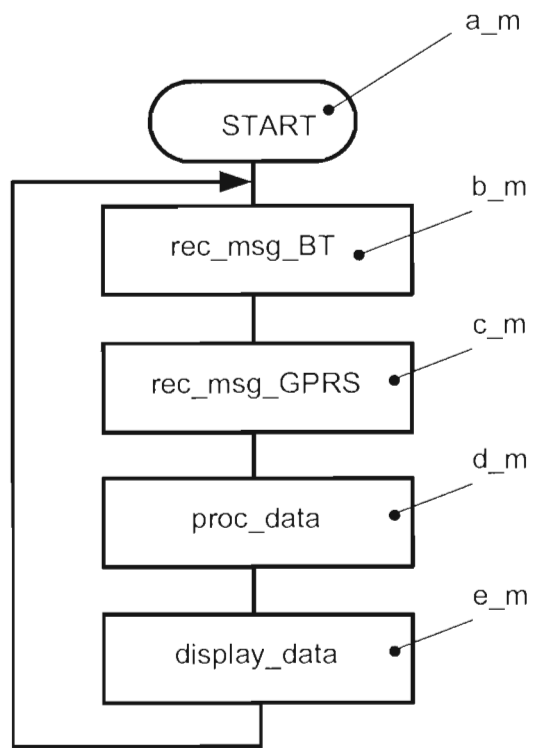 a_m
START
b_m
rec_msg_BT
c_m
rec_msg_GPRS
d_m
proc_data
e_m
display_data